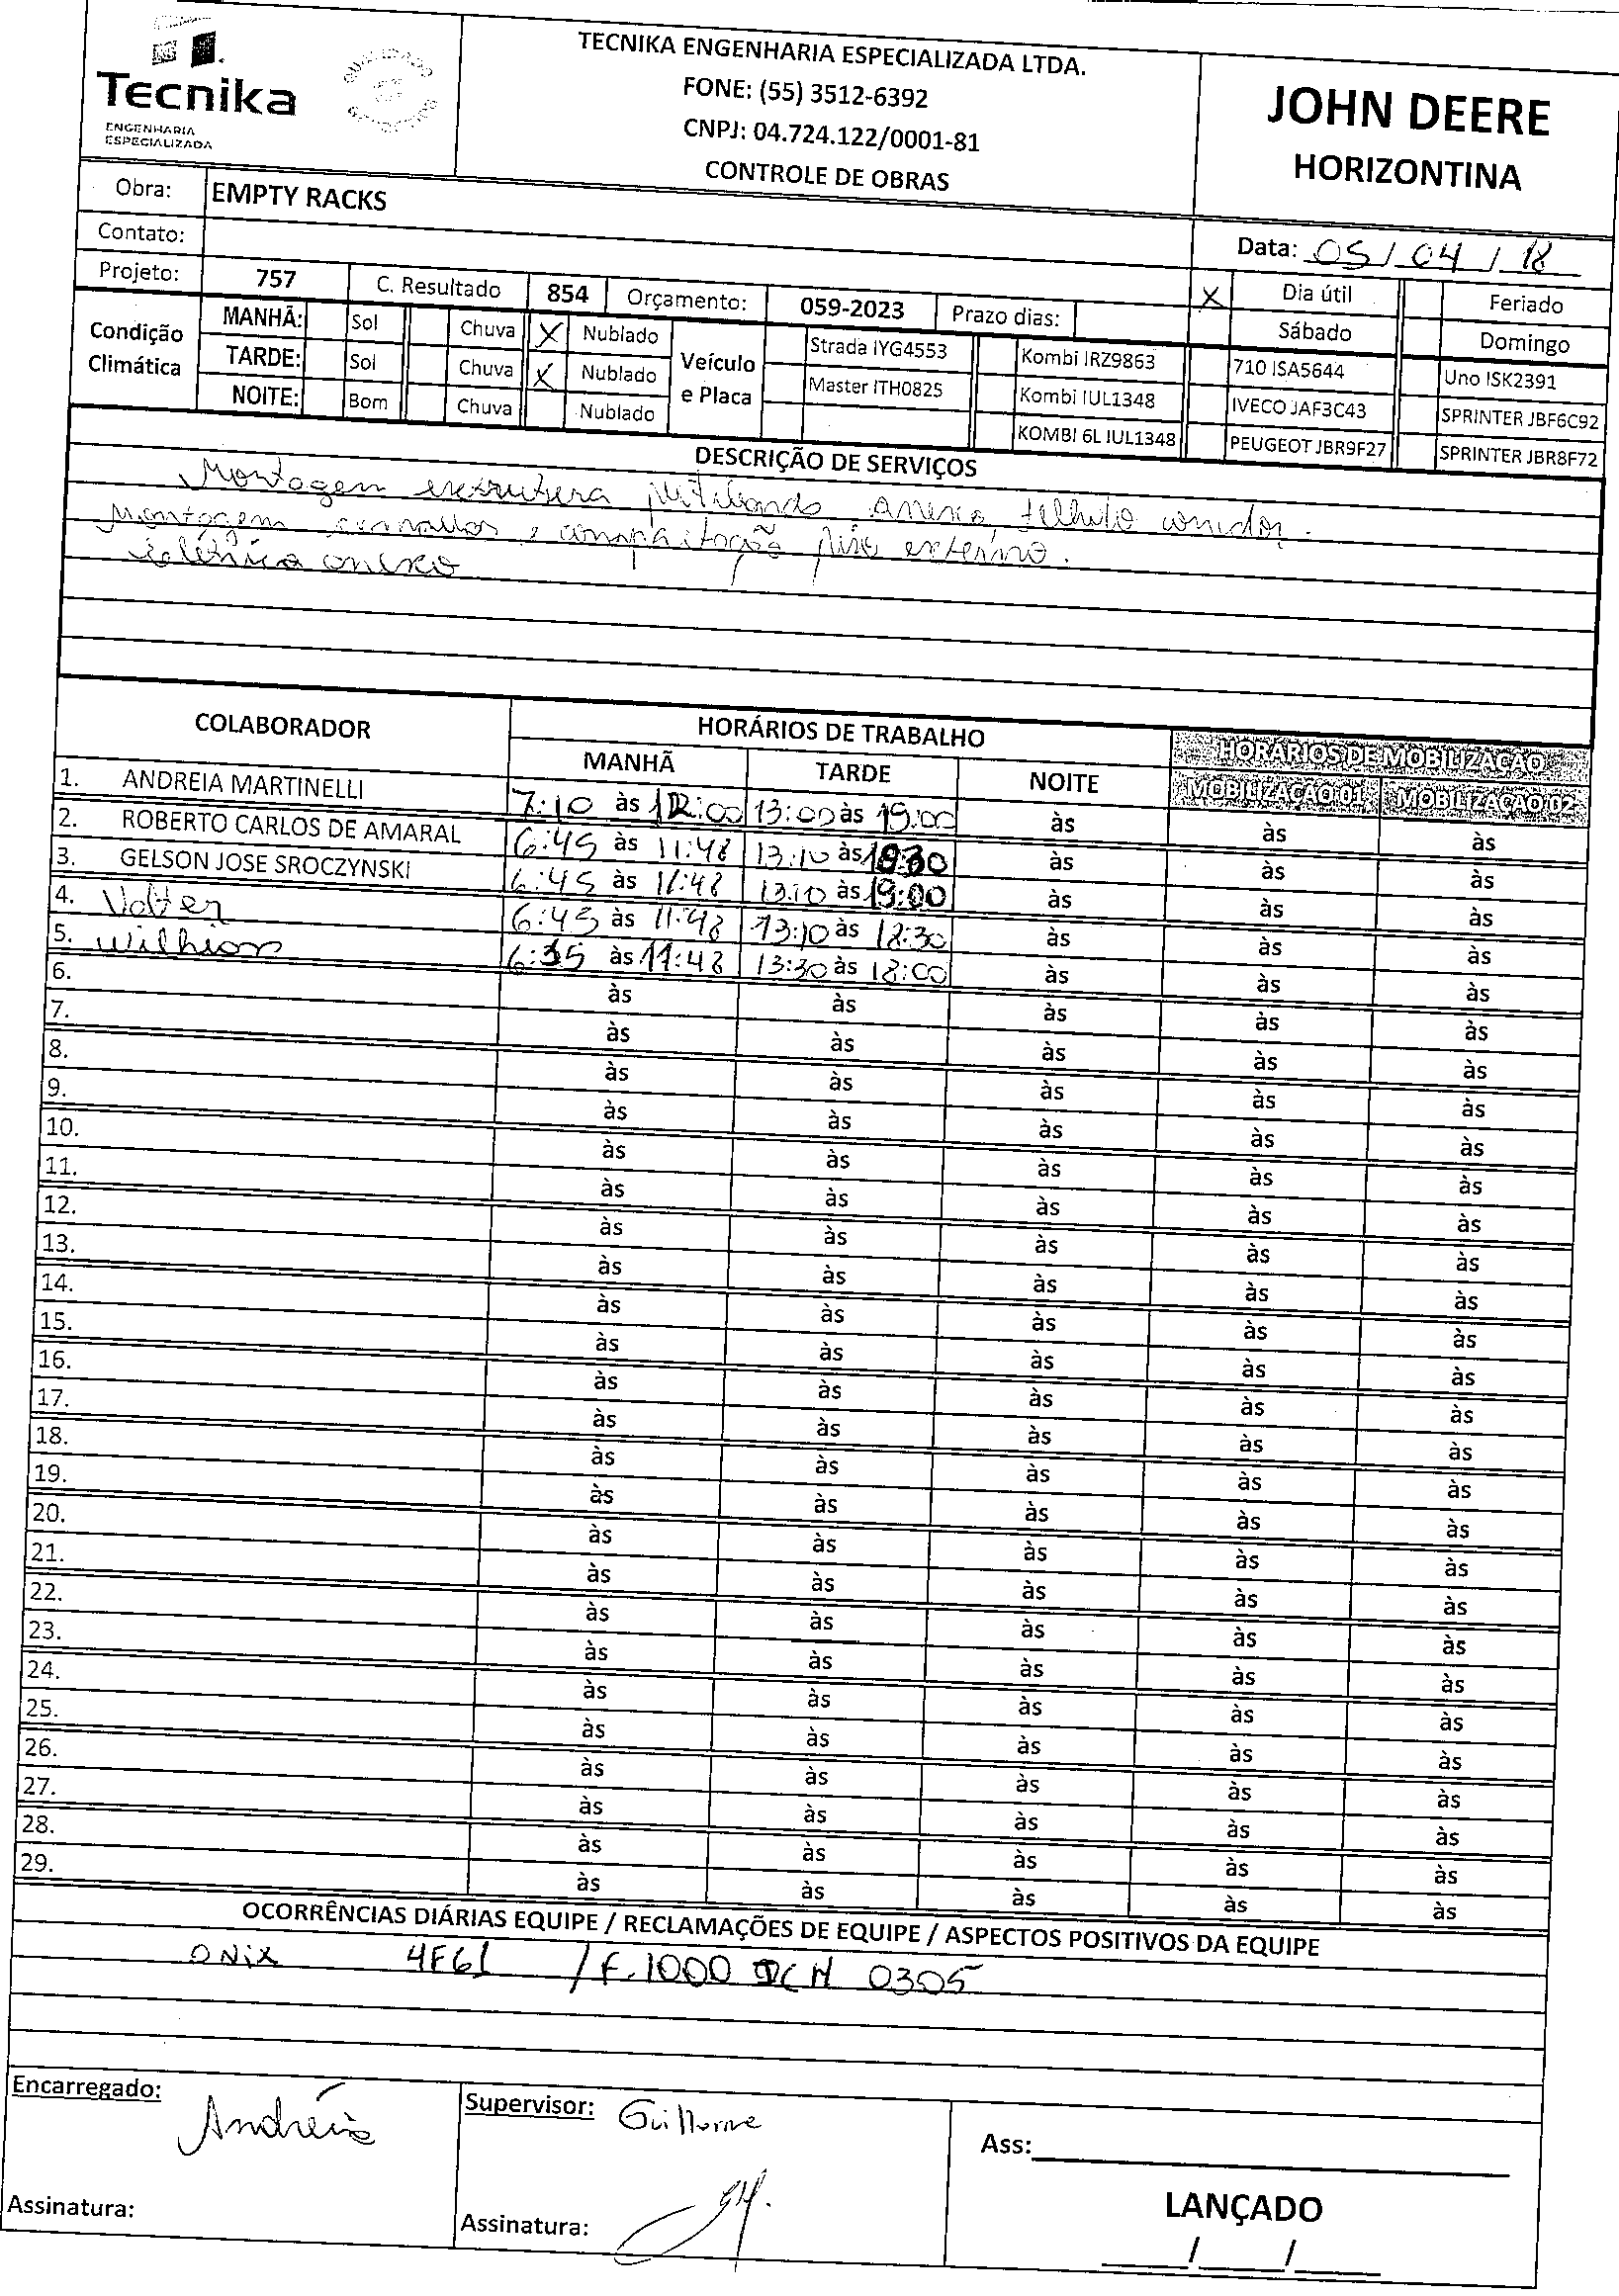 Tecnika
ENGENHARIA
ESPECIALIZADA
TECNIKA ENGENHARIA ESPECIALIZADA LTDA.
FONE: (55) 3512-6392
CNPJ: 04.724.122/0001-81
CONTROLE DE OBRAS
JOHN DEERE
HORIZONTINA
Obra: EMPTY RACKS
Contato:
Data: 05/04/18
Projeto: 757 C. Resultado 854 Orçamento: 059-2023 Prazo dias: X Dia útil Feriado
Sábado Domingo
Condição Climática
MANHÃ: Sol Chuva X Nublado
TARDE: Sol Chuva X Nublado
NOITE: Bom Chuva Nublado
Veículo e Placa
Strada IYG4553 Kombi IRZ9863 710 ISA5644 Uno ISK2391
Master ITH0825 Kombi IUL1348 IVECO JAF3C43 SPRINTER JBF6C92
KOMBI 6L IUL1348 PEUGEOT JBR9F27 SPRINTER JBR8F72
DESCRIÇÃO DE SERVIÇOS
Montagem estrutura anexo, telhado corredor.
Montagem e compactação piso externo.
Elétrica anexo
COLABORADOR HORÁRIOS DE TRABALHO HORÁRIOS DE MOBILIZAÇÃO
MANHÃ TARDE NOITE MOBILIZAÇÃO 01 MOBILIZAÇÃO 02
1. ANDREIA MARTINELLI 7:10 às 12:00 13:00 às 19:00 às às às
2. ROBERTO CARLOS DE AMARAL 6:45 às 11:48 13:10 às 18:30 às às às
3. GELSON JOSE SROCZYNSKI 6:45 às 11:48 13:10 às 19:00 às às às
4. Volter 6:45 às 11:48 13:10 às 18:30 às às às
5. Willian 6:35 às 11:48 13:30 às 18:00 às às às
6. às às às às às
7. às às às às às
8. às às às às às
9. às às às às às
10. às às às às às
11. às às às às às
12. às às às às às
13. às às às às às
14. às às às às às
15. às às às às às
16. às às às às às
17. às às às às às
18. às às às às às
19. às às às às às
20. às às às às às
21. às às às às às
22. às às às às às
23. às às às às às
24. às às às às às
25. às às às às às
26. às às às às às
27. às às às às às
28. às às às às às
29. às às às às às
OCORRÊNCIAS DIÁRIAS EQUIPE / RECLAMAÇÕES DE EQUIPE / ASPECTOS POSITIVOS DA EQUIPE
ONix 4F61 / F.1000 0305
Encarregado: Andréia
Supervisor: Guilherme
Ass:
Assinatura:
Assinatura: GH.
LANÇADO
/ /